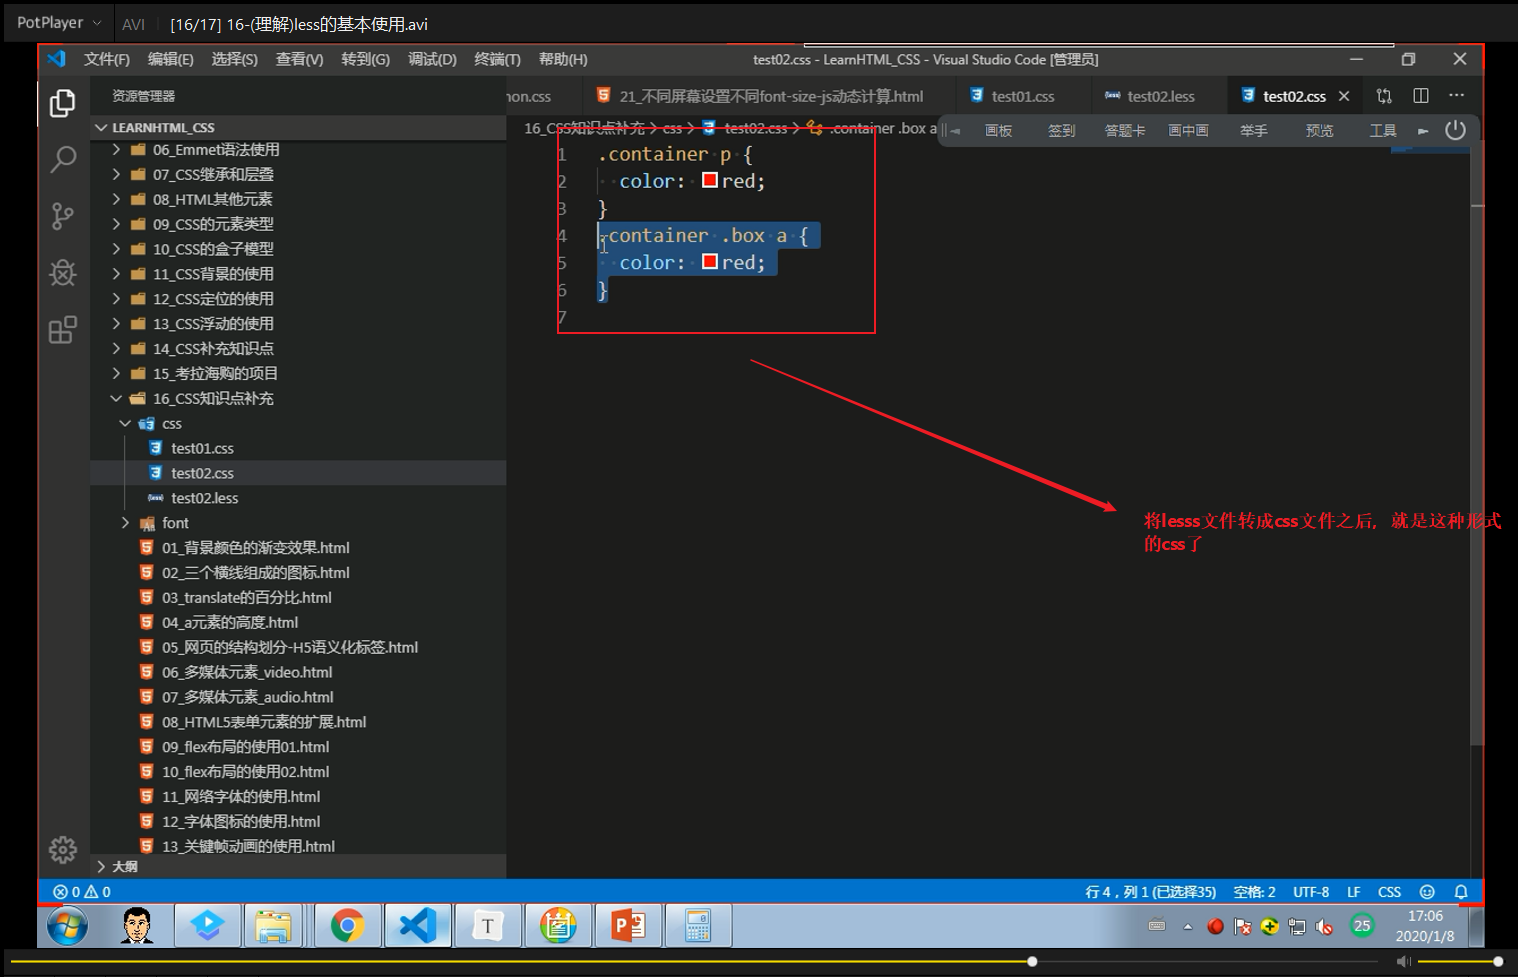 PotPlayer AVI [16/17] 16-(理解)less的基本使用.avi
文件(F) 编辑(E) 选择(S) 查看(V) 转到(G) 调试(D) 终端(T) 帮助(H) test02.css - LearnHTML_CSS - Visual Studio Code [管理员]
资源管理器
non.css 21_不同屏幕设置不同font-size-js动态计算.html test01.css test02.less test02.css
LEARNHTML_CSS
16_CSS知识点补充 > css > test02.css > .container .box a
画板 签到 答题卡 画中画 举手 预览 工具
06_Emmet语法使用
07_CSS继承和层叠
08_HTML其他元素
09_CSS的元素类型
10_CSS的盒子模型
11_CSS背景的使用
12_CSS定位的使用
13_CSS浮动的使用
14_CSS补充知识点
15_考拉海购的项目
16_CSS知识点补充
css
test01.css
test02.css
test02.less
font
01_背景颜色的渐变效果.html
02_三个横线组成的图标.html
03_translate的百分比.html
04_a元素的高度.html
05_网页的结构划分-H5语义化标签.html
06_多媒体元素_video.html
07_多媒体元素_audio.html
08_HTML5表单元素的扩展.html
09_flex布局的使用01.html
10_flex布局的使用02.html
11_网络字体的使用.html
12_字体图标的使用.html
13_关键帧动画的使用.html
大纲
1 .container p {
2 color: red;
3 }
4 .container .box a {
5 color: red;
6 }
7
将lesss文件转成css文件之后，就是这种形式
的css了
0 0 行 4，列 1 (已选择35) 空格: 2 UTF-8 LF CSS
T
25
17:06
2020/1/8